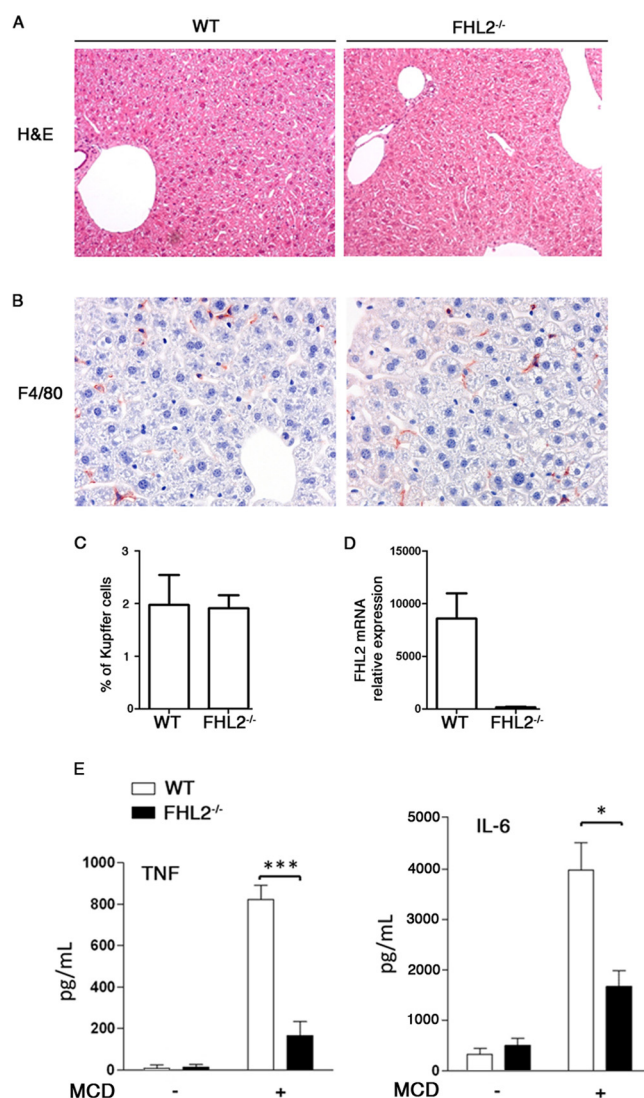 A
WT
FHL2-/-
H&E
B
F4/80
C
% of Kupffer cells
3
2
1
0
WT
FHL2-/-
D
FHL2 mRNA
relative expression
15000
10000
5000
0
WT
FHL2-/-
E
WT
FHL2-/-
TNF
pg/mL
1000
800
600
400
200
0
***
MCD - +
IL-6
pg/mL
5000
4000
3000
2000
1000
0
*
MCD - +